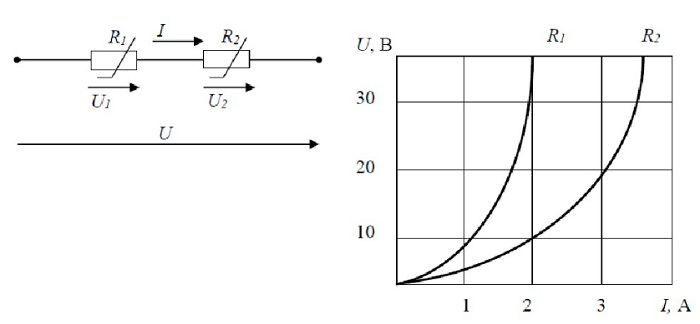 R1 I R2
U1 U2
U
U, В
R1 R2
30
20
10
1 2 3 I, А